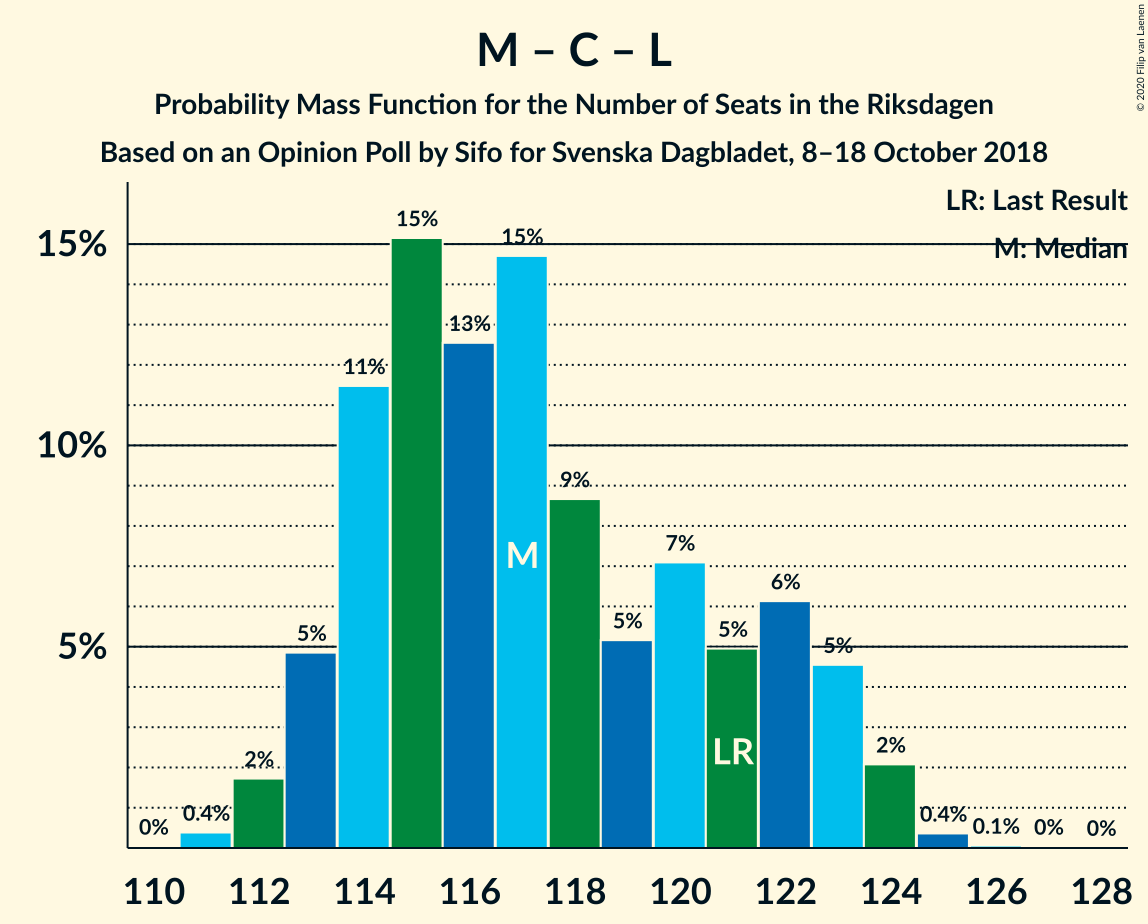 M – C – L
Probability Mass Function for the Number of Seats in the Riksdagen
Based on an Opinion Poll by Sifo for Svenska Dagbladet, 8–18 October 2018
© 2020 Filip van Laenen
LR: Last Result
M: Median
15%
10%
5%
0%
0.4%
2%
5%
11%
15%
13%
15%
9%
5%
7%
5%
6%
5%
2%
0.4%
0.1%
0%
0%
M
LR
110 112 114 116 118 120 122 124 126 128